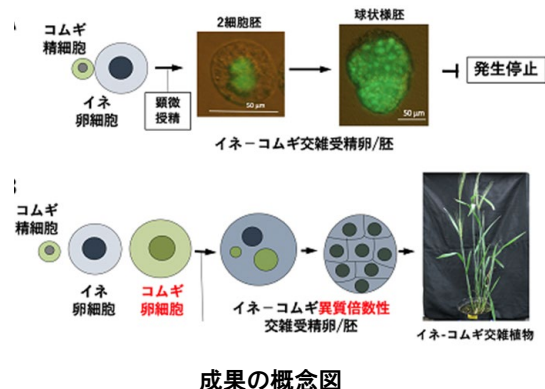 コムギ
精細胞
イネ
卵細胞
顕微
授精
2細胞胚
50 μm
球状様胚
50 μm
発生停止
イネ－コムギ交雑受精卵/胚
コムギ
精細胞
イネ
卵細胞
コムギ
卵細胞
イネ－コムギ異質倍数性
交雑受精卵/胚
イネ-コムギ交雑植物
成果の概念図